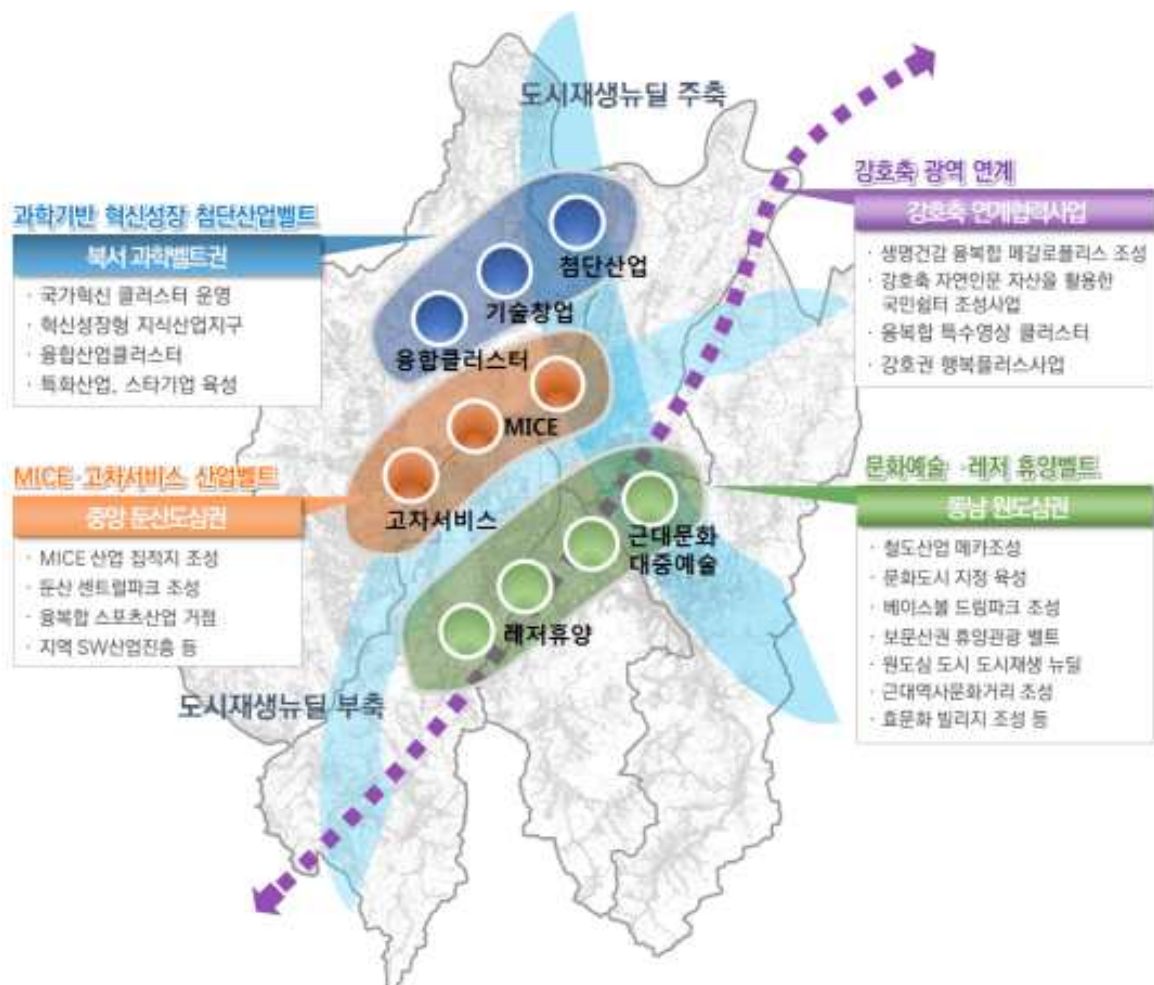 도시재생뉴딜 주축
강호축 광역 연계
강호축 연계협력사업
· 생명건강 융복합 메갈로폴리스 조성
· 강호축 자연인문 자산을 활용한
국민쉼터 조성사업
· 융복합 특수영상 클러스터
· 강호권 행복플러스사업
과학기반 혁신성장 첨단산업벨트
북서 과학벨트권
· 국가혁신 클러스터 운영
· 혁신성장형 지식산업지구
· 융합산업클러스터
· 특화산업, 스타기업 육성
첨단산업
기술창업
융합클러스터
MICE
고차서비스
MICE·고차서비스 산업벨트
중앙 둔산도심권
· MICE 산업 집적지 조성
· 둔산 센트럴파크 조성
· 융복합 스포츠산업 거점
· 지역 SW산업진흥 등
문화예술·레저 휴양벨트
동남 원도심권
· 철도산업 메카조성
· 문화도시 지정 육성
· 베이스볼 드림파크 조성
· 보문산권 휴양관광 벨트
· 원도심 도시 도시재생 뉴딜
· 근대역사문화거리 조성
· 효문화 빌리지 조성 등
근대문화
대중예술
레저휴양
도시재생뉴딜 부축